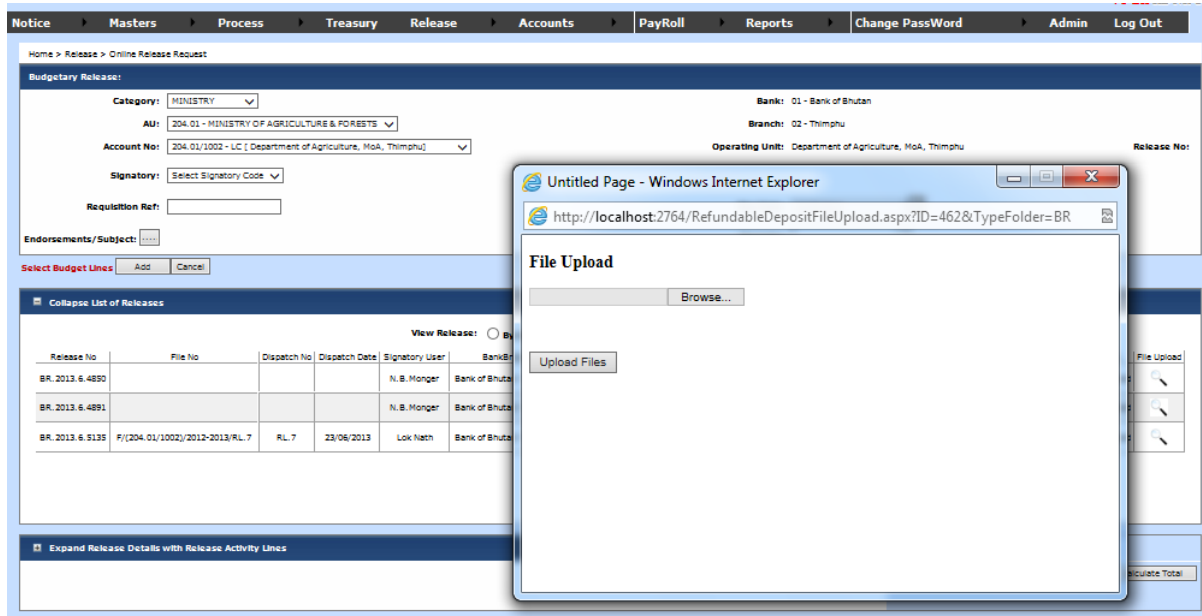 Notice Masters Process Treasury Release Accounts PayRoll Reports Change PassWord Admin Log Out
Home > Release > Online Release Request
Budgetary Release:
Category: MINISTRY Bank: 01 - Bank of Bhutan
AU: 204.01 - MINISTRY OF AGRICULTURE & FORESTS Branch: 02 - Thimphu
Account No: 204.01/1002 - LC [ Department of Agriculture, MoA, Thimphu] Operating Unit: Department of Agriculture, MoA, Thimphu Release No:
Signatory: Select Signatory Code
Requisition Ref:
Endorsements/Subject: ....
Select Budget Lines Add Cancel
Collapse List of Releases
View Release: By
Release No File No Dispatch No Dispatch Date Signatory User BankBr File Upload
BR.2013.6.4850 N.B.Monger Bank of Bhuta
BR.2013.6.4891 N.B.Monger Bank of Bhuta
BR.2013.6.5135 F/(204.01/1002)/2012-2013/RL.7 RL.7 23/06/2013 Lok Nath Bank of Bhuta
Expand Release Details with Release Activity Lines
alculate Total
Untitled Page - Windows Internet Explorer
http://localhost:2764/RefundableDepositFileUpload.aspx?ID=462&TypeFolder=BR
File Upload
Browse...
Upload Files